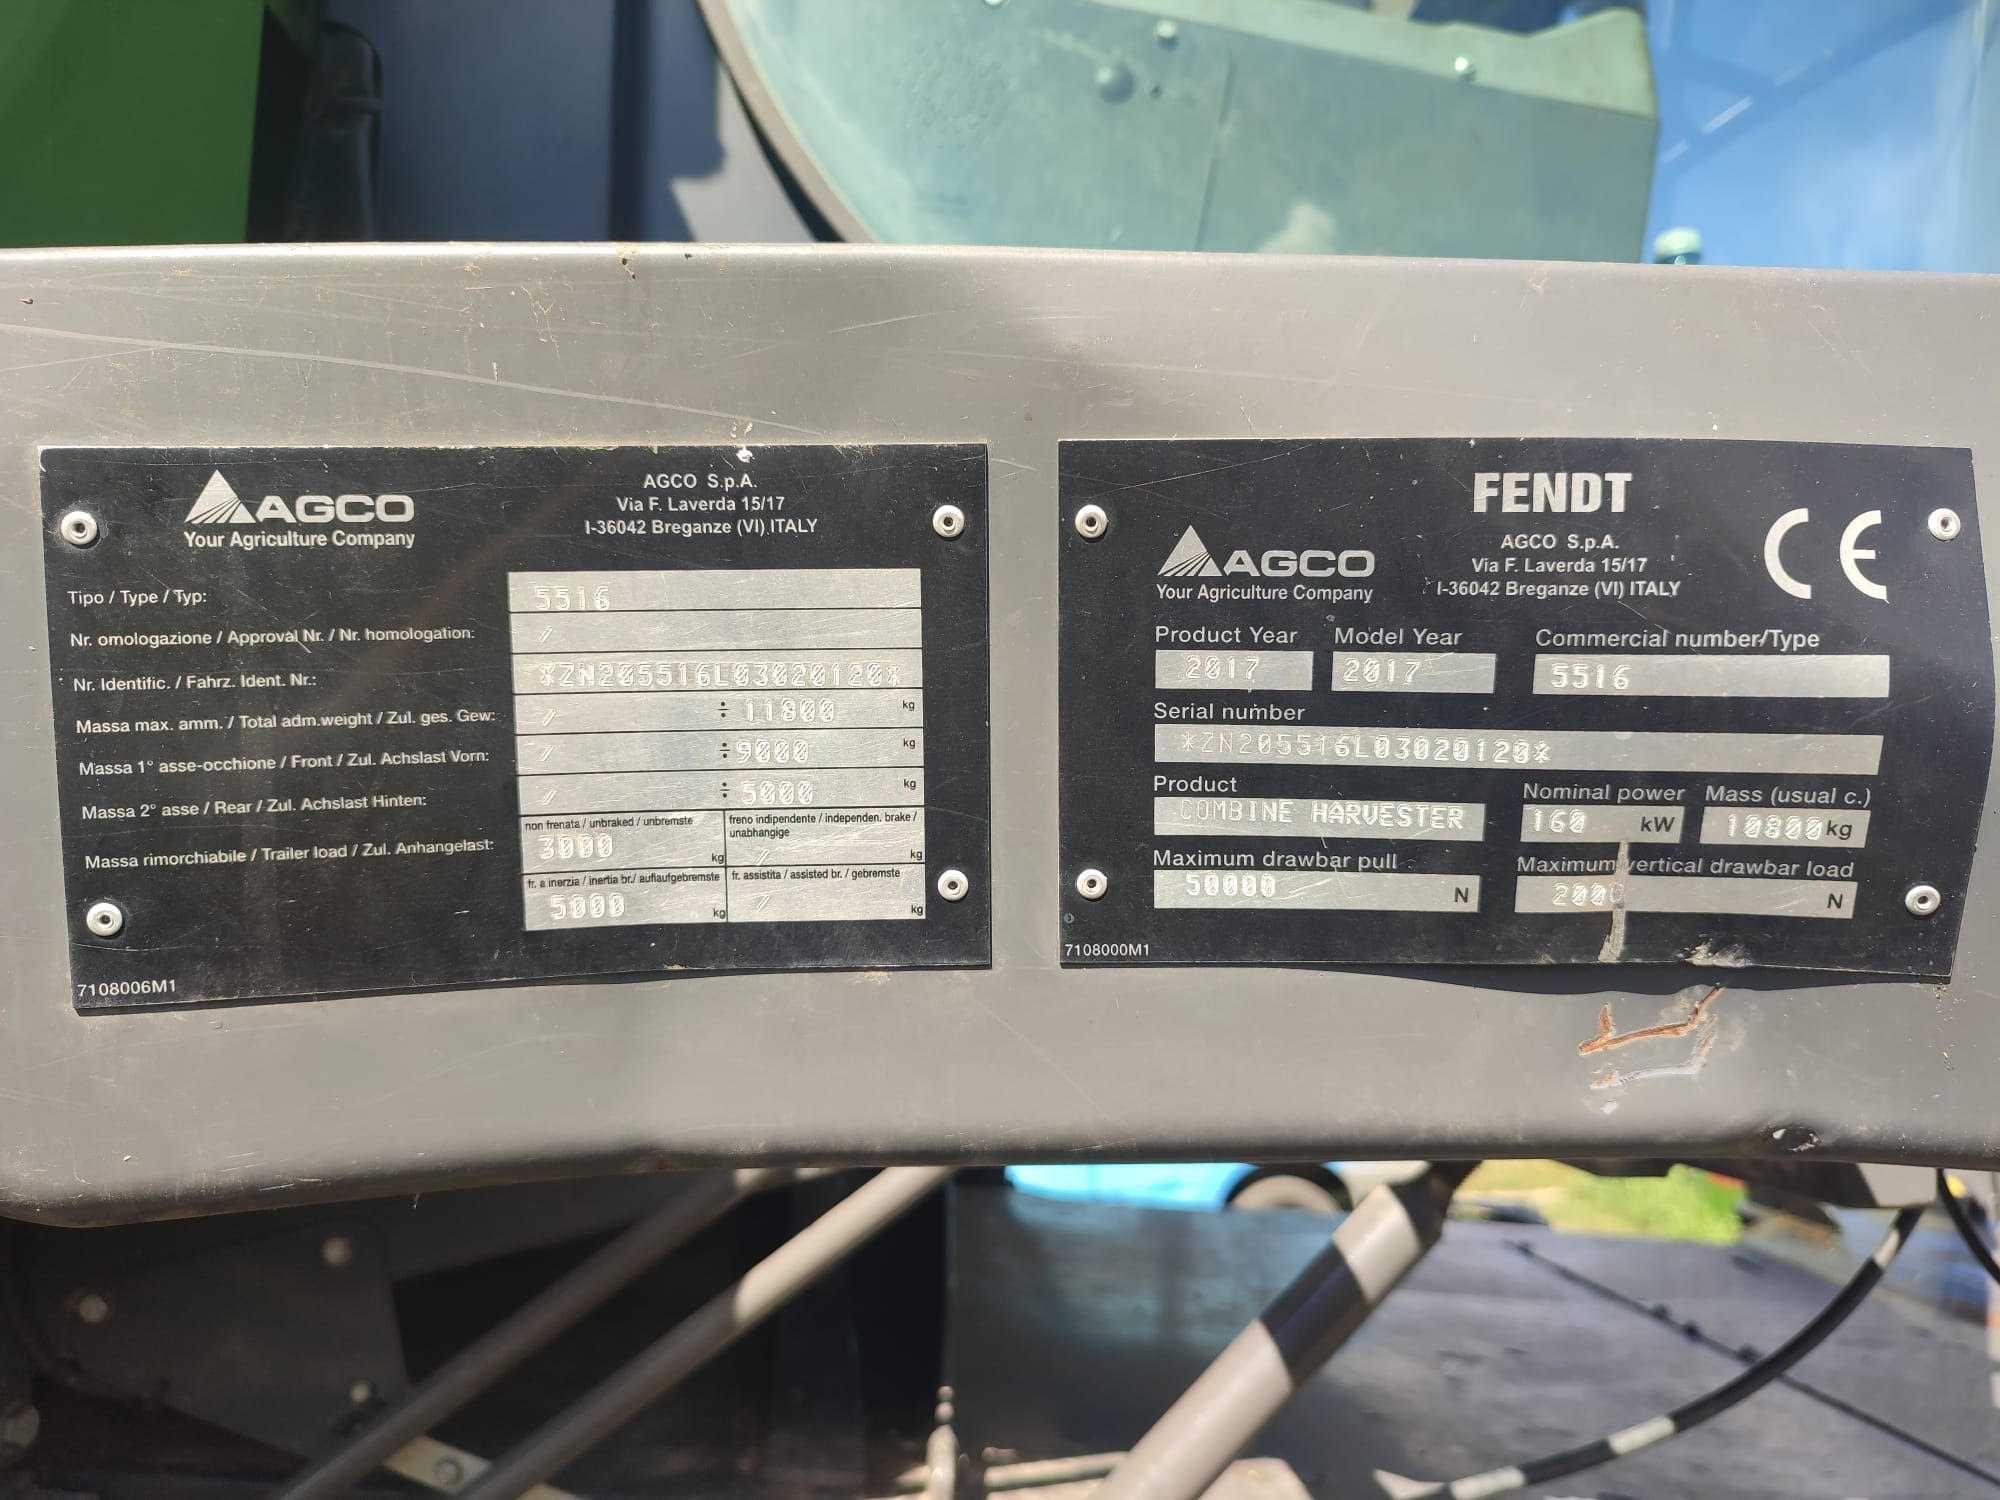 AGCO
Your Agriculture Company
AGCO S.p.A.
Via F. Laverda 15/17
I-36042 Breganze (VI) ITALY
Tipo / Type / Typ: 5516
Nr. omologazione / Approval Nr. / Nr. homologation: //
Nr. Identific. / Fahrz. Ident. Nr.: *ZN205516L03020120*
Massa max. amm. / Total adm.weight / Zul. ges. Gew: // ÷ 11800 kg
Massa 1° asse-occhione / Front / Zul. Achslast Vorn: // ÷ 9000 kg
Massa 2° asse / Rear / Zul. Achslast Hinten: // ÷ 5000 kg
Massa rimorchiabile / Trailer load / Zul. Anhangelast:
non frenata / unbraked / unbremste
3000 kg
freno indipendente / independen. brake /
unabhangige
// kg
fr. a inerzia / inertia br./ auflaufgebremste
5000 kg
fr. assistita / assisted br. / gebremste
// kg
7108006M1
FENDT
AGCO
Your Agriculture Company
AGCO S.p.A.
Via F. Laverda 15/17
I-36042 Breganze (VI) ITALY
CE
Product Year Model Year Commercial number/Type
2017 2017 5516
Serial number
*ZN205516L03020120*
Product Nominal power Mass (usual c.)
COMBINE HARVESTER 160 kW 10800 kg
Maximum drawbar pull Maximum vertical drawbar load
50000 N 2000 N
7108000M1